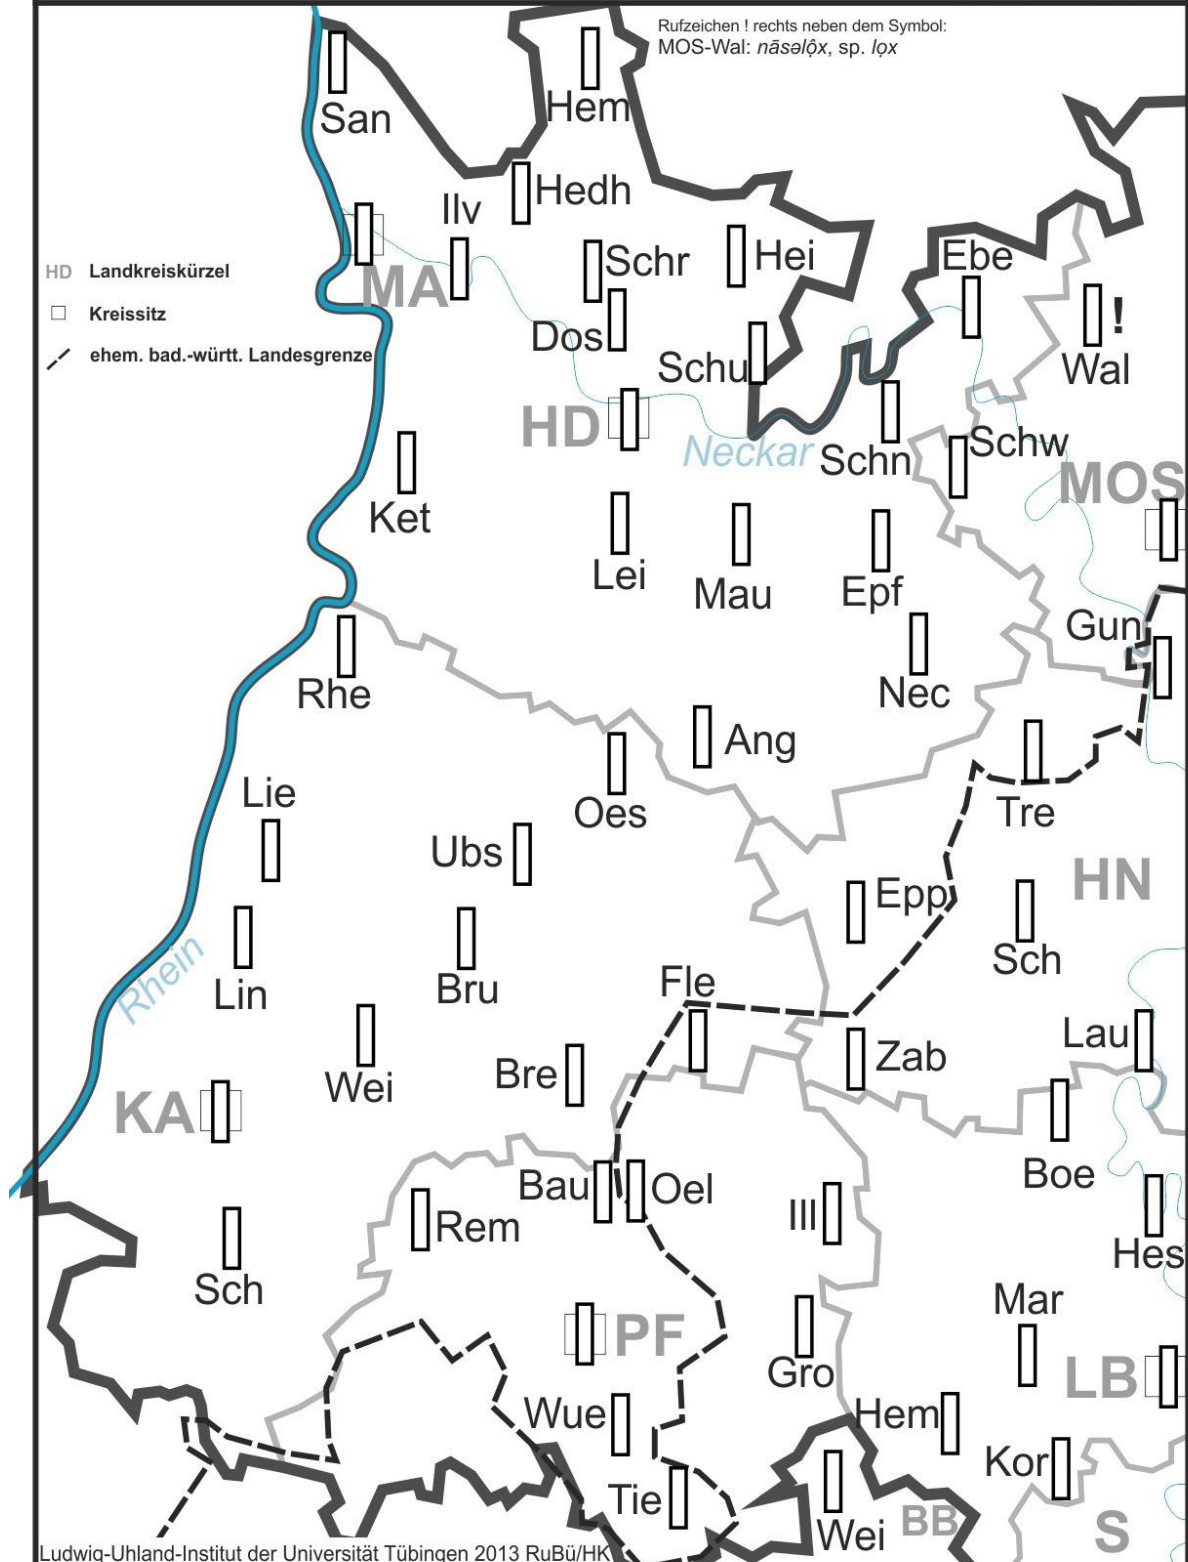 Rufzeichen ! rechts neben dem Symbol:
MOS-Wal: nāsəlộx, sp. lọx
San
Hem
Hedh
Ilv
Schr
Hei
Ebe
HD Landkreiskürzel
MA
Kreissitz
!
Dos
ehem. bad.-württ. Landesgrenze
Schu
Wal
HD
Neckar
Schn
Schw
MOS
Ket
Lei
Mau
Epf
Gun
Rhe
Nec
Ang
Lie
Oes
Tre
Ubs
HN
Epp
Rhein
Lin
Bru
Fle
Sch
Lau
Wei
Bre
Zab
KA
Boe
Bau
Oel
Rem
Ill
Hes
Sch
Mar
PF
Gro
LB
Wue
Hem
Kor
Tie
Wei
BB
S
Ludwig-Uhland-Institut der Universität Tübingen 2013 RuBü/HK